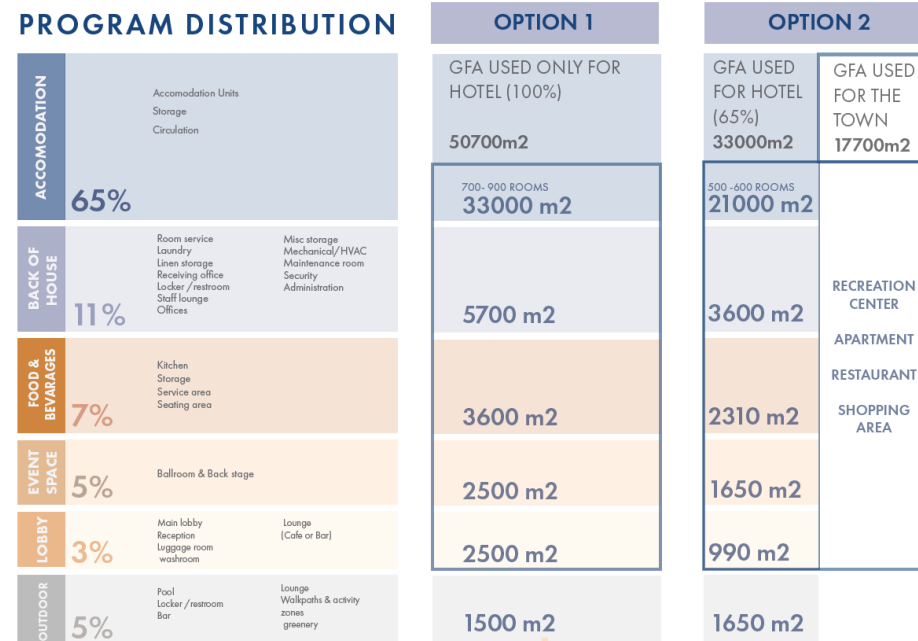 PROGRAM DISTRIBUTION
OPTION 1
OPTION 2
ACCOMODATION
65%
Accomodation Units
Storage
Circulation
GFA USED ONLY FOR
HOTEL (100%)
50700m2
700- 900 ROOMS
33000 m2
GFA USED
FOR HOTEL
(65%)
33000m2
500 -600 ROOMS
21000 m2
GFA USED
FOR THE
TOWN
17700m2
BACK OF
HOUSE
11%
Room service
Laundry
Linen storage
Receiving office
Locker /restroom
Staff lounge
Offices
Misc storage
Mechanical/HVAC
Maintenance room
Security
Administration
5700 m2
3600 m2
RECREATION
CENTER
APARTMENT
RESTAURANT
SHOPPING
AREA
FOOD &
BEVARAGES
7%
Kitchen
Storage
Service area
Seating area
3600 m2
2310 m2
EVENT
SPACE
5%
Ballroom & Back stage
2500 m2
1650 m2
LOBBY
3%
Main lobby
Reception
Luggage room
washroom
Lounge
(Cafe or Bar)
2500 m2
990 m2
OUTDOOR
5%
Pool
Locker /restroom
Bar
Lounge
Walkpaths & activity
zones
greenery
1500 m2
1650 m2